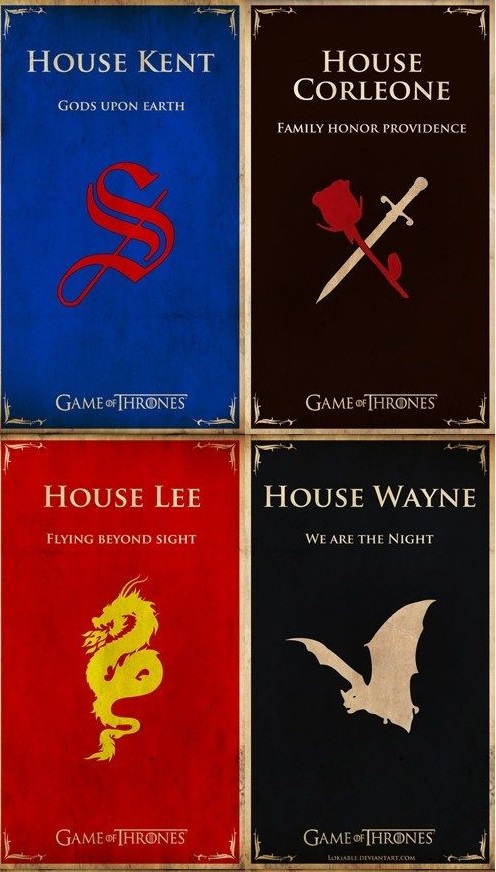 House Kent
Gods upon earth
Game of Thrones
House
Corleone
Family honor providence
Game of Thrones
House Lee
Flying beyond sight
Game of Thrones
House Wayne
We are the Night
Game of Thrones
Lokiable.deviantart.com